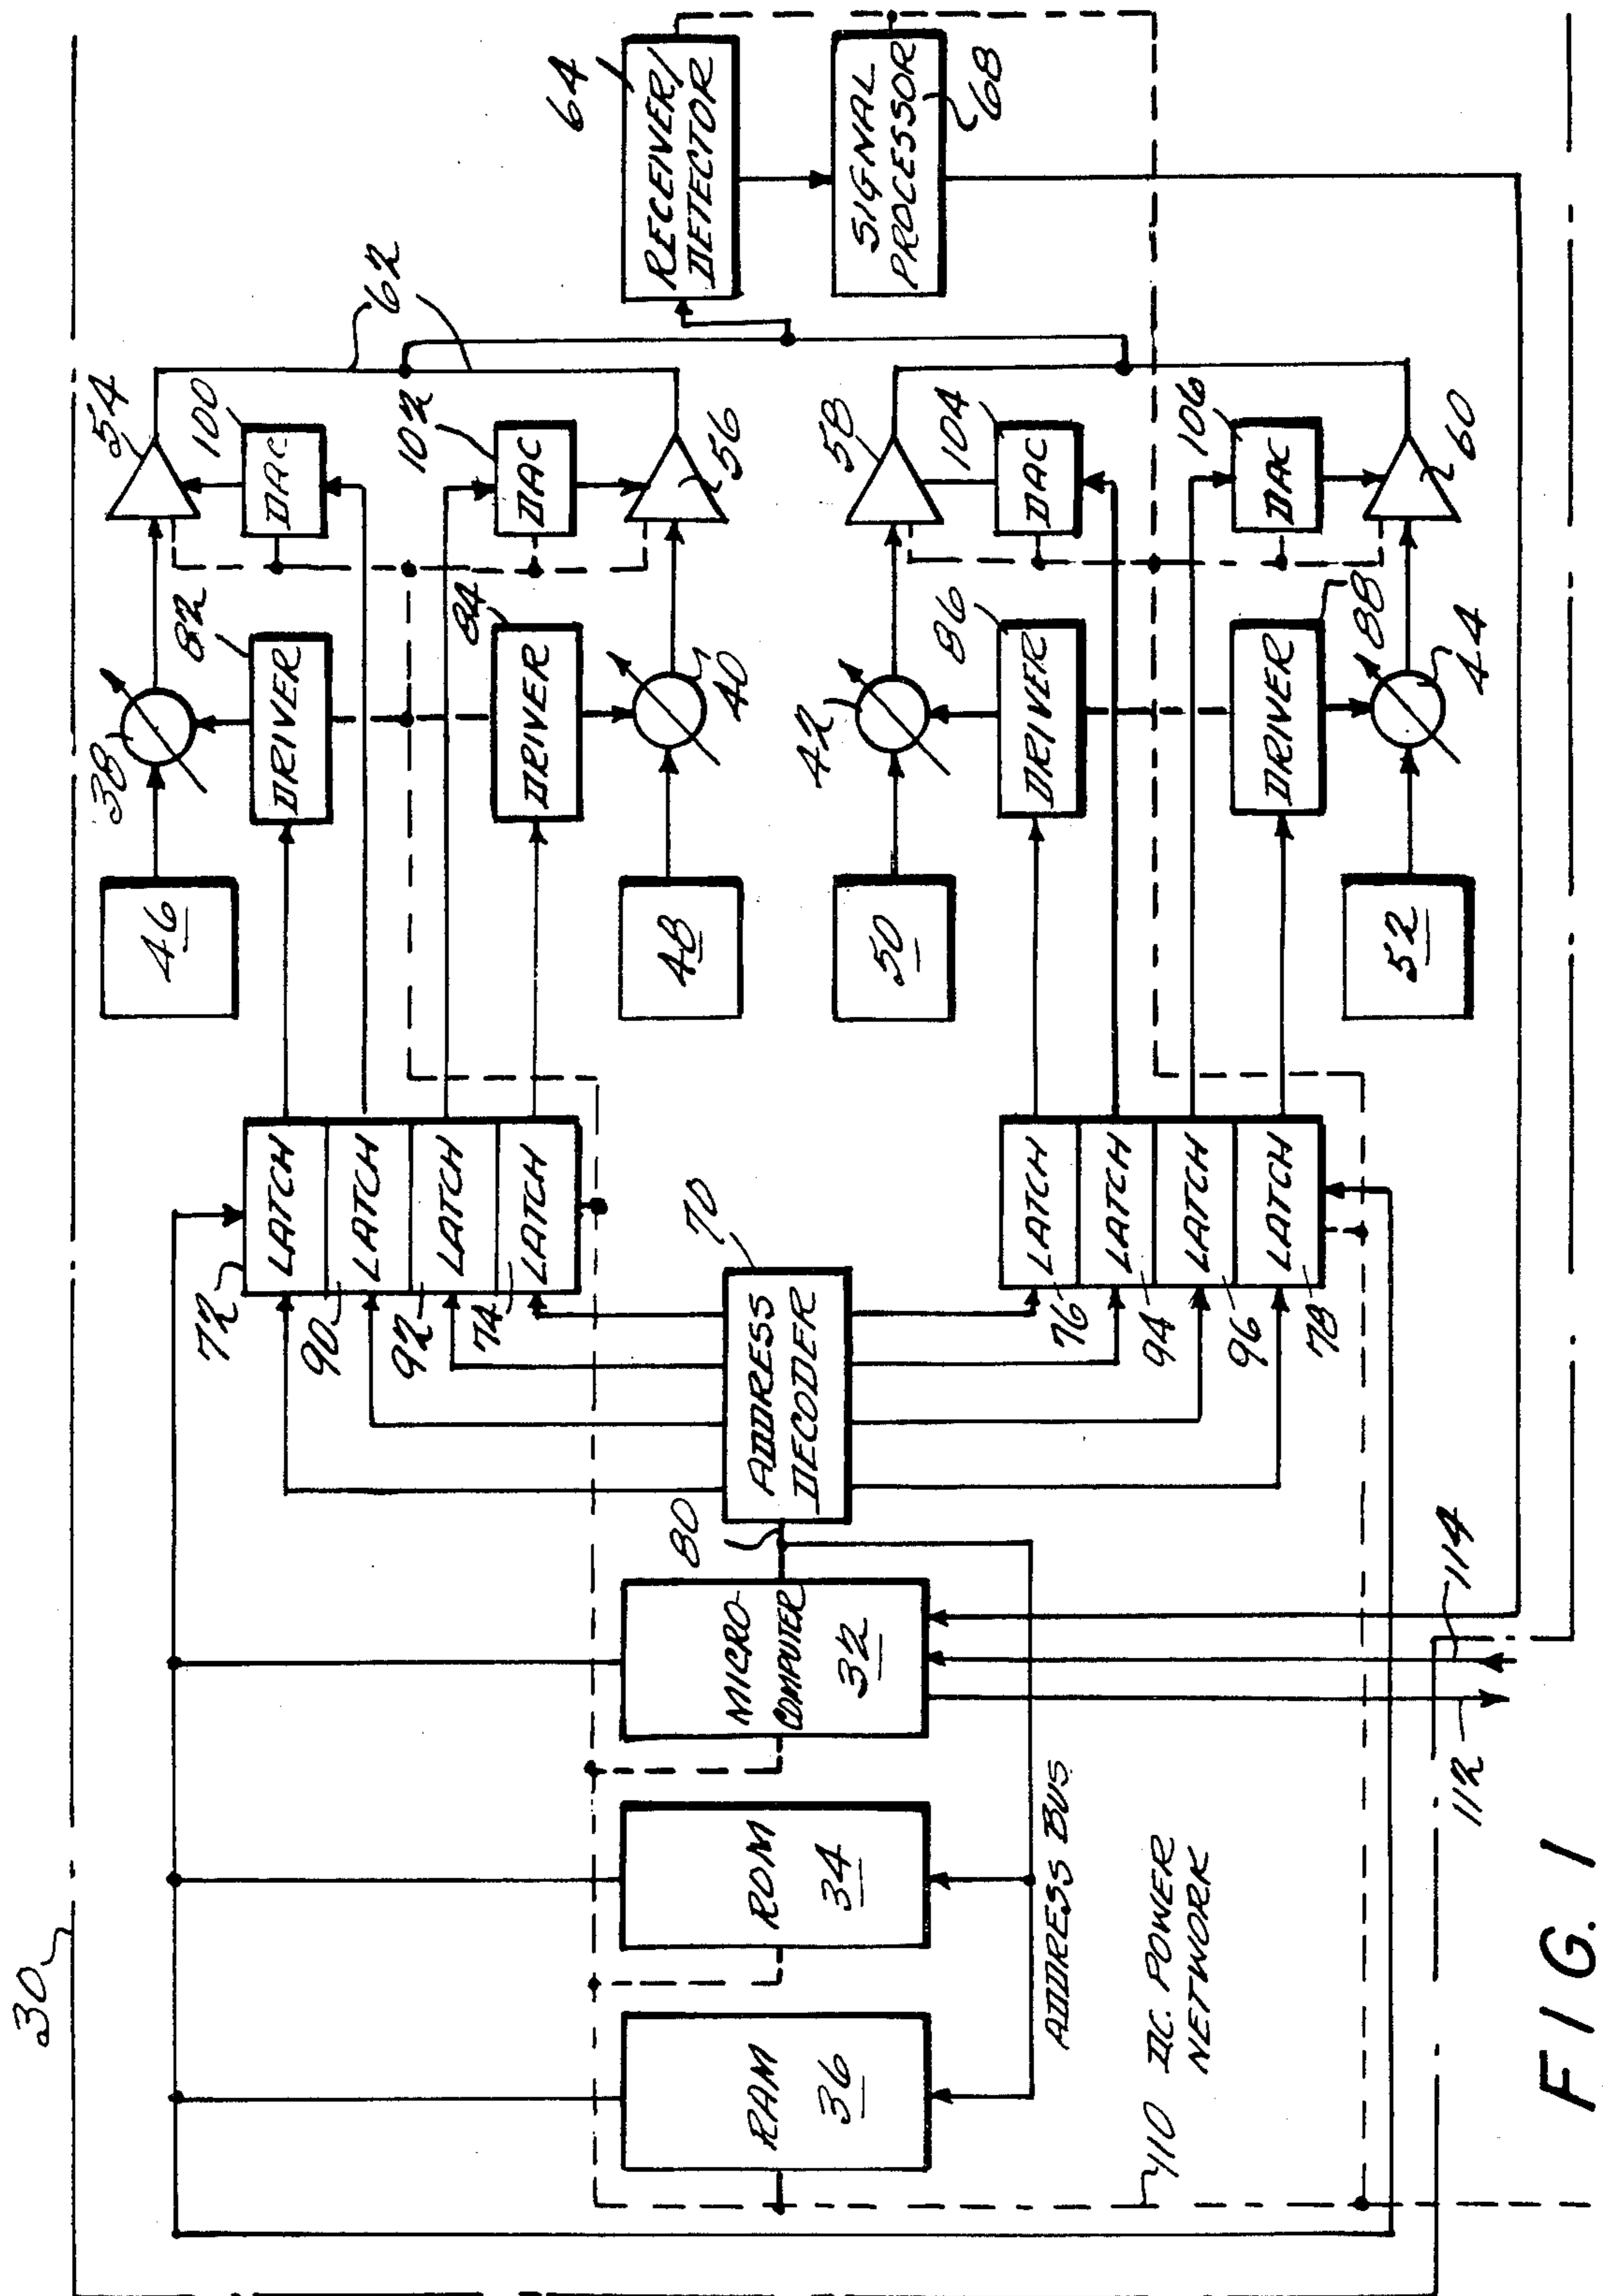 30
46
38
82
DRIVER
54
100
DAC
62
72
LATCH
90
LATCH
92
LATCH
74
LATCH
84
DRIVER
102
DAC
48
40
56
64
RECEIVER/
DETECTOR
RAM
36
ROM
34
MICRO-
COMPUTER
32
80
70
ADDRESS
DECODER
50
42
86
DRIVER
58
104
DAC
SIGNAL
PROCESSOR
68
76
LATCH
94
LATCH
96
LATCH
78
LATCH
DRIVER
88
106
DAC
52
44
60
ADDRESS BUS
110
D.C. POWER
NETWORK
112
114
FIG. 1